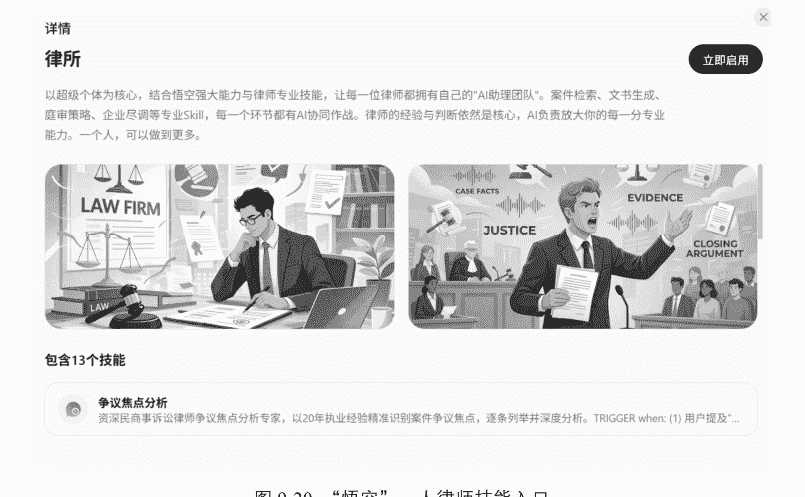 详情
律所
立即启用
以超级个体为核心，结合悟空强大能力与律师专业技能，让每一位律师都拥有自己的"AI助理团队"。案件检索、文书生成、
庭审策略、企业尽调等专业Skill，每一个环节都有AI协同作战。律师的经验与判断依然是核心，AI负责放大你的每一分专业
能力。一个人，可以做到更多。
LAW FIRM
LAW
CASE FACTS
EVIDENCE
JUSTICE
CLOSING
ARGUMENT
包含13个技能
争议焦点分析
资深民商事诉讼律师争议焦点分析专家，以20年执业经验精准识别案件争议焦点，逐条列举并深度分析。TRIGGER when: (1) 用户提及"...